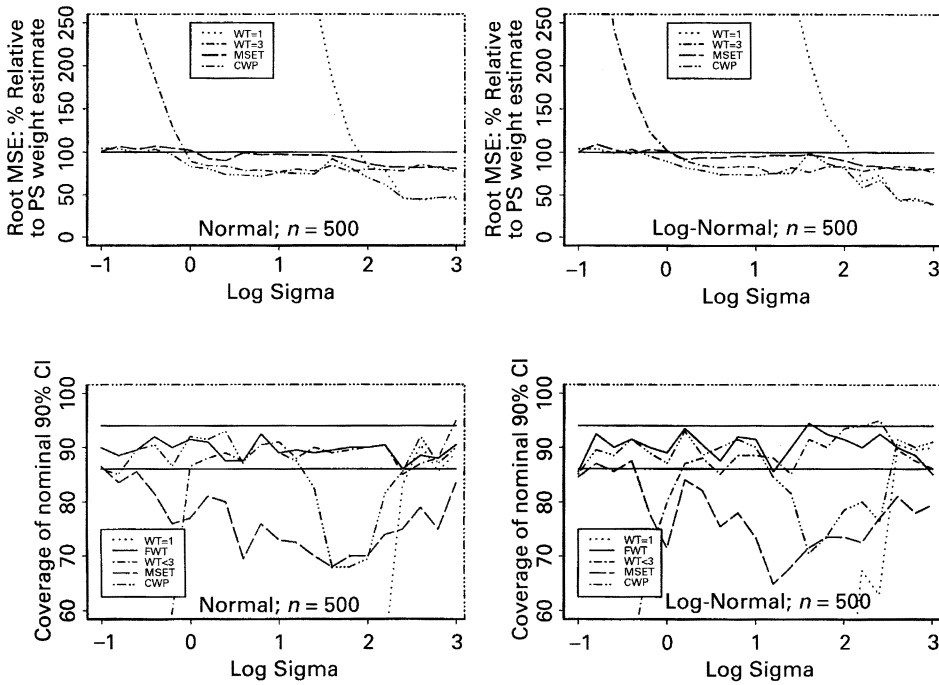 Root MSE: % Relative
to PS weight estimate
250
200
150
100
50
0
WT=1
WT=3
MSET
CWP
Normal; n = 500
−1 0 1 2 3
Log Sigma
Root MSE: % Relative
to PS weight estimate
250
200
150
100
50
0
WT=1
WT=3
MSET
CWP
Log-Normal; n = 500
−1 0 1 2 3
Log Sigma
Coverage of nominal 90% CI
100
90
80
70
60
WT=1
FWT
WT<3
MSET
CWP
Normal; n = 500
−1 0 1 2 3
Log Sigma
Coverage of nominal 90% CI
100
90
80
70
60
WT=1
FWT
WT<3
MSET
CWP
Log-Normal; n = 500
−1 0 1 2 3
Log Sigma